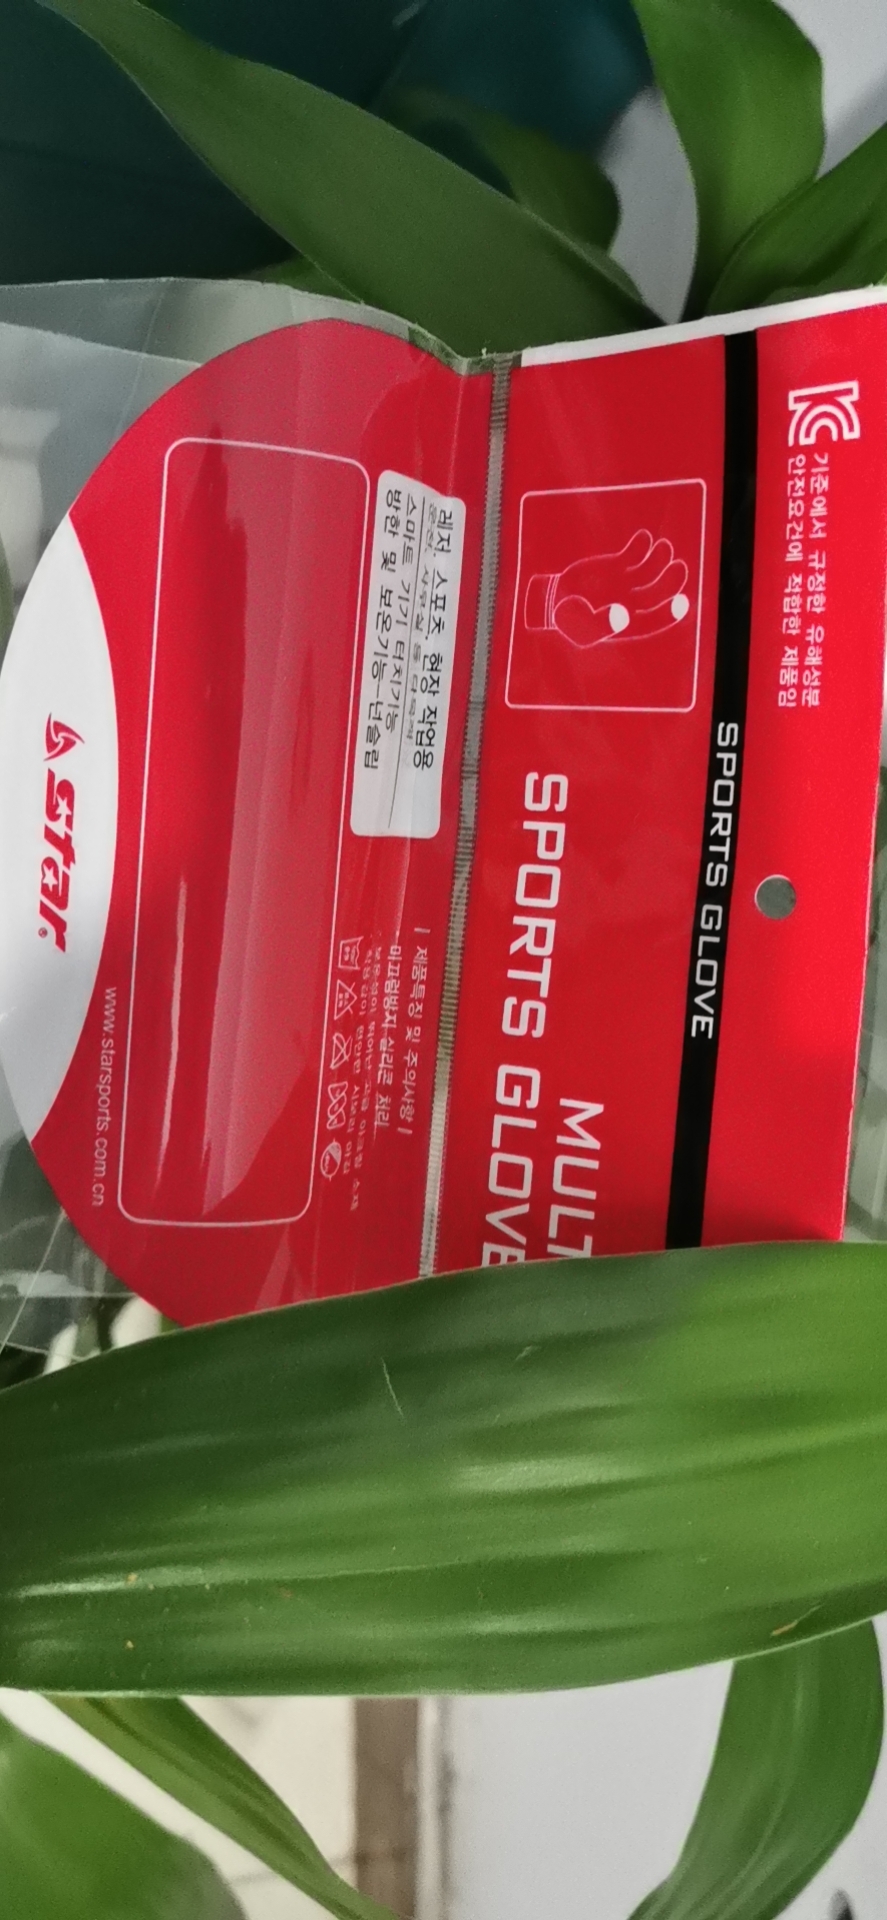 기준에서 규정한 유해성분
안전요건에 적합한 제품임
SPORTS GLOVE
MULT
SPORTS GLOVE
레저, 스포츠, 현장 작업용
스마트 기기 터치기능
방한 및 보온기능-넌슬립
| 제품특징 및 주의사항 |
미끄럼방지 실리콘 처리
www.starsports.com.cn
star®